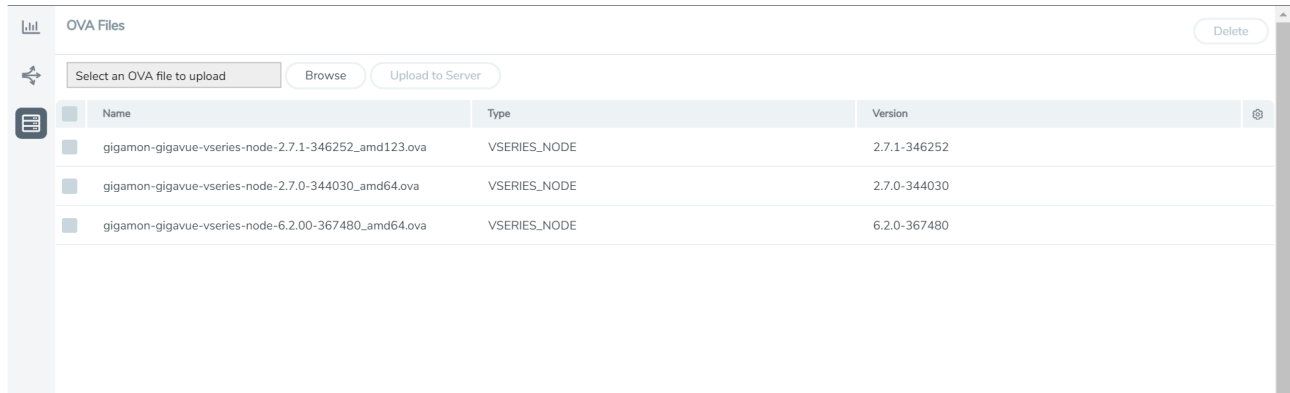 OVA Files
Delete
Select an OVA file to upload Browse Upload to Server
Name Type Version
gigamon-gigavue-vseries-node-2.7.1-346252_amd123.ova VSERIES_NODE 2.7.1-346252
gigamon-gigavue-vseries-node-2.7.0-344030_amd64.ova VSERIES_NODE 2.7.0-344030
gigamon-gigavue-vseries-node-6.2.00-367480_amd64.ova VSERIES_NODE 6.2.0-367480